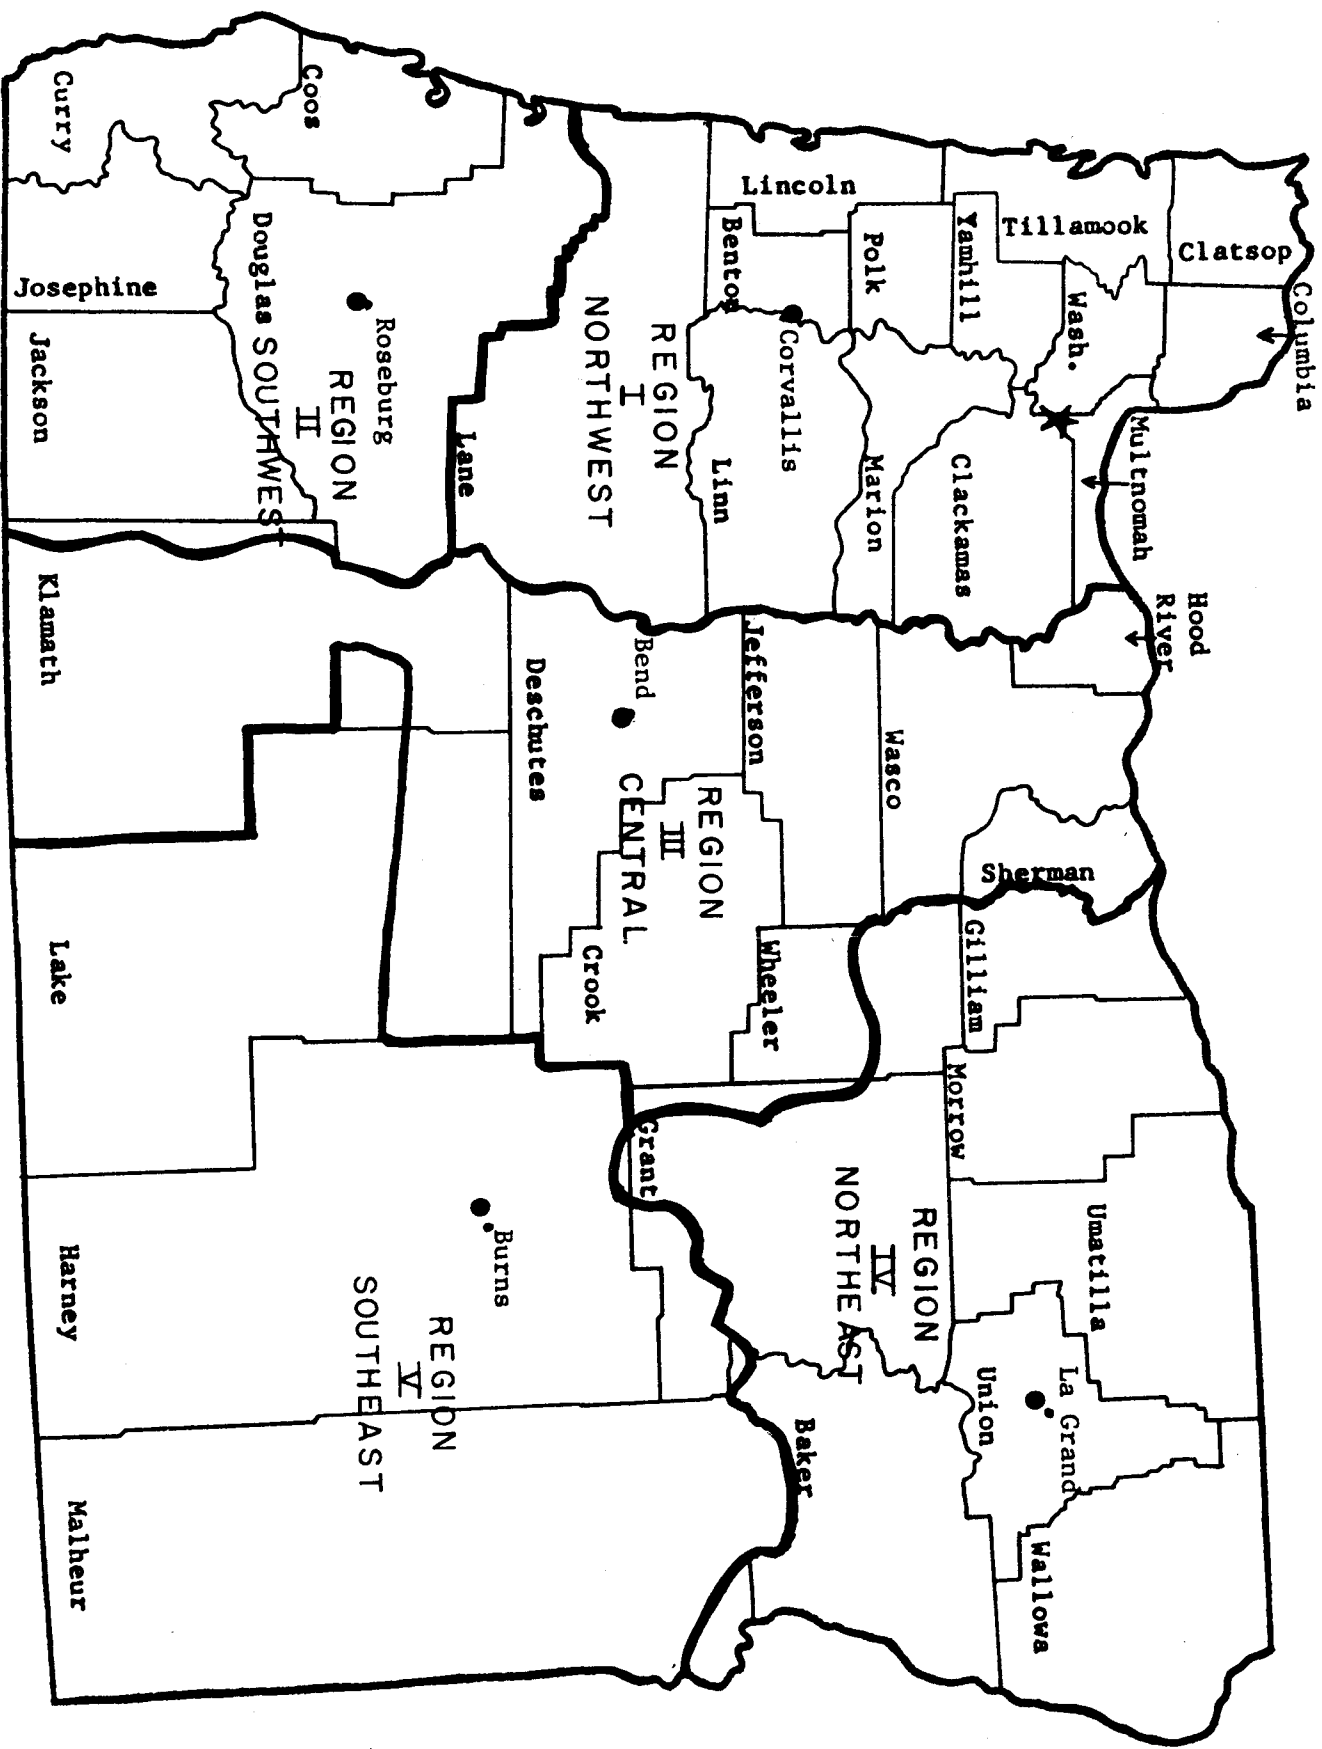 Clatsop
Columbia
Tillamook
Wash.
Multnomah
Hood
River
Yamhill
Clackamas
Polk
Marion
Lincoln
Benton
Corvallis
Linn
REGION
I
NORTHWEST
Lane
Coos
Curry
Douglas
Roseburg
REGION
II
SOUTHWEST
Josephine
Jackson
Wasco
Sherman
Jefferson
Bend
Deschutes
REGION
III
CENTRAL
Wheeler
Crook
Klamath
Lake
Gilliam
Morrow
Umatilla
La Grand
Union
Wallowa
REGION
IV
NORTHEAST
Grant
Baker
Burns
REGION
V
SOUTHEAST
Harney
Malheur